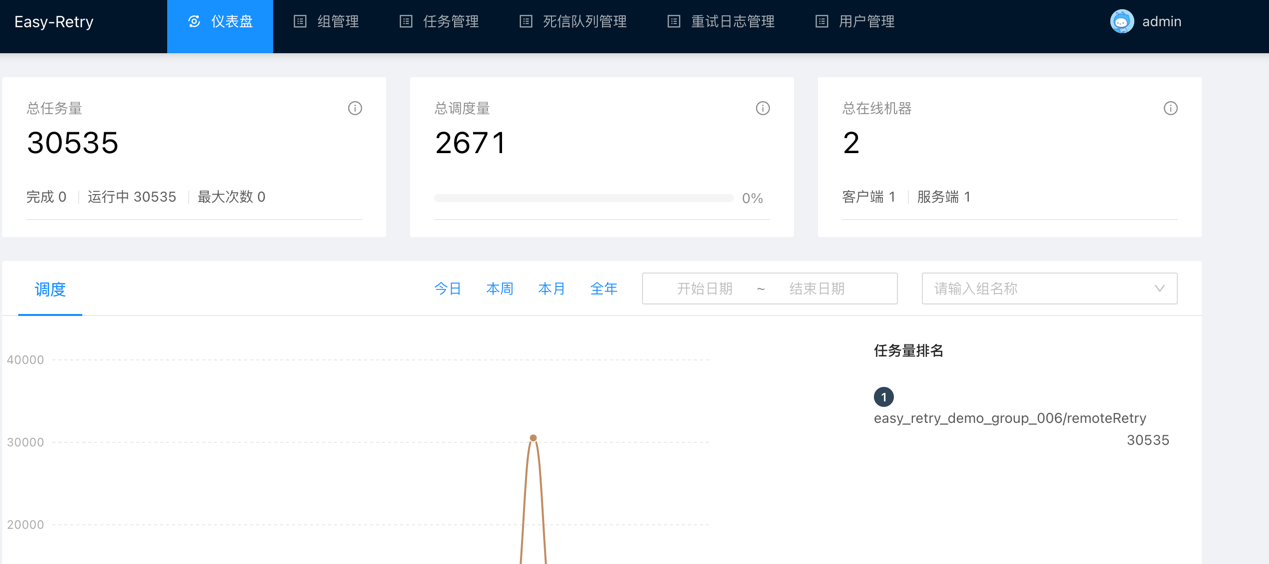 Easy-Retry 仪表盘 组管理 任务管理 死信队列管理 重试日志管理 用户管理 admin
总任务量
30535
完成 0 运行中 30535 最大次数 0
总调度量
2671
0%
总在线机器
2
客户端 1 服务端 1
调度 今日 本周 本月 全年 开始日期 ~ 结束日期 请输入组名称
40000
30000
20000
任务量排名
1
easy_retry_demo_group_006/remoteRetry
30535